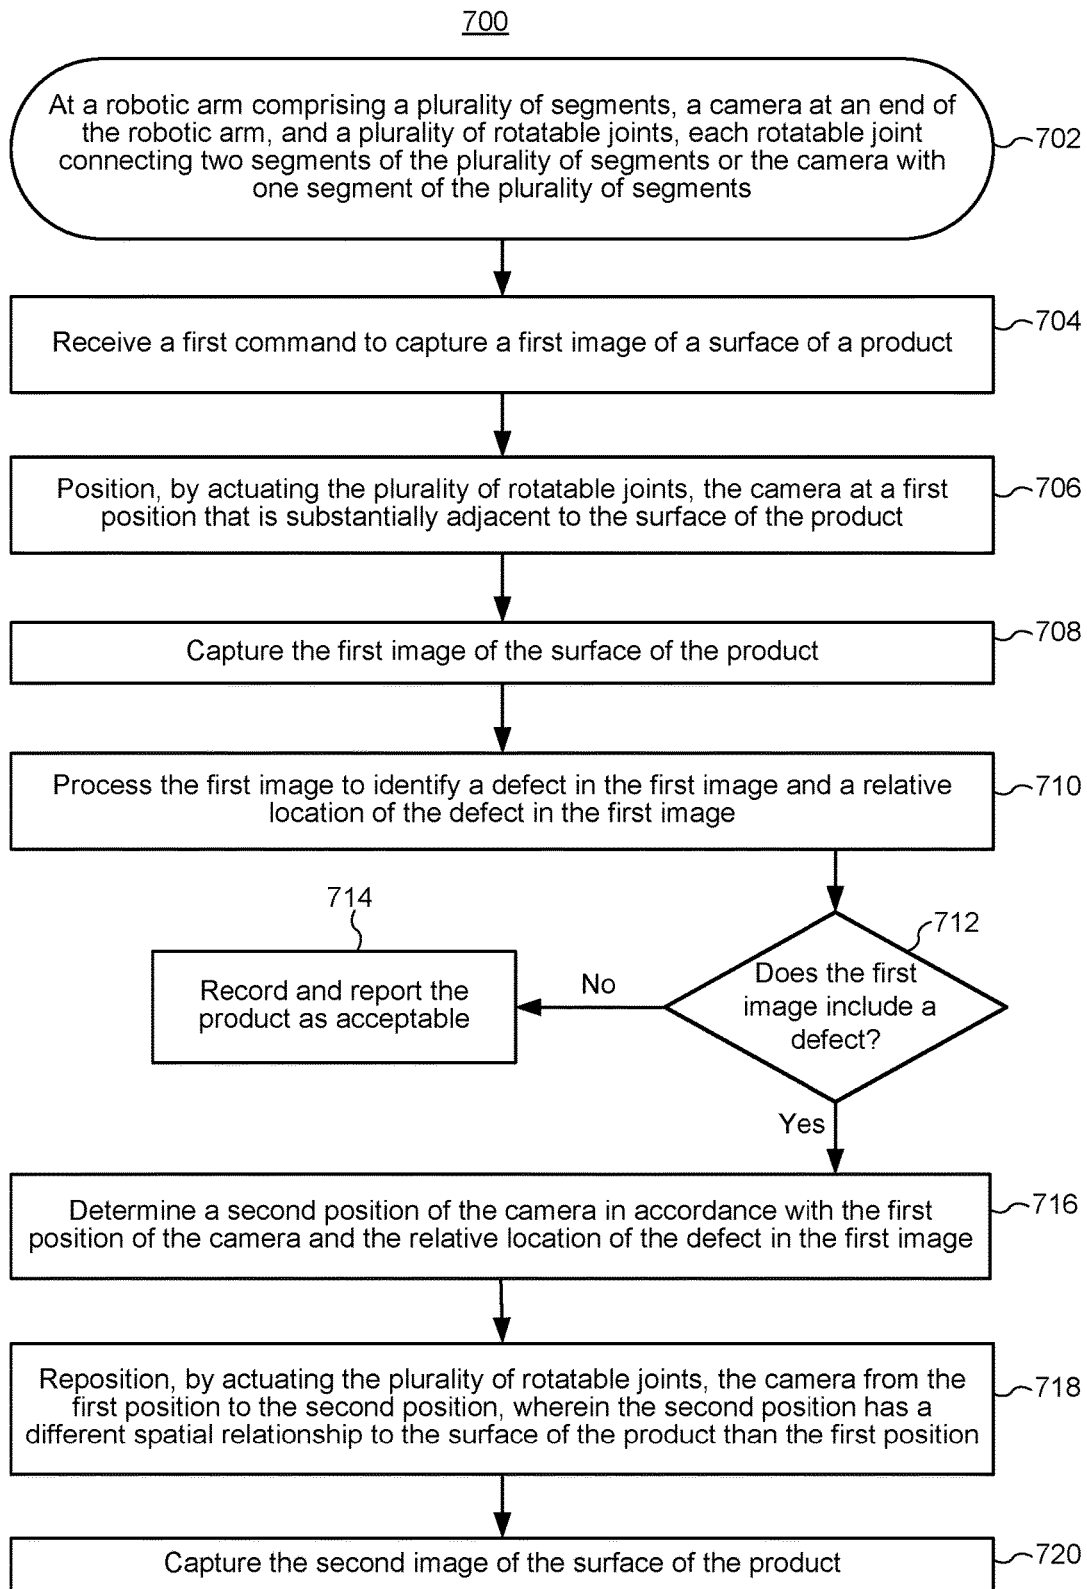 700
At a robotic arm comprising a plurality of segments, a camera at an end of
the robotic arm, and a plurality of rotatable joints, each rotatable joint
connecting two segments of the plurality of segments or the camera with
one segment of the plurality of segments
702
Receive a first command to capture a first image of a surface of a product
704
Position, by actuating the plurality of rotatable joints, the camera at a first
position that is substantially adjacent to the surface of the product
706
Capture the first image of the surface of the product
708
Process the first image to identify a defect in the first image and a relative
location of the defect in the first image
710
714
Record and report the
product as acceptable
No
712
Does the first
image include a
defect?
Yes
Determine a second position of the camera in accordance with the first
position of the camera and the relative location of the defect in the first image
716
Reposition, by actuating the plurality of rotatable joints, the camera from the
first position to the second position, wherein the second position has a
different spatial relationship to the surface of the product than the first position
718
Capture the second image of the surface of the product
720